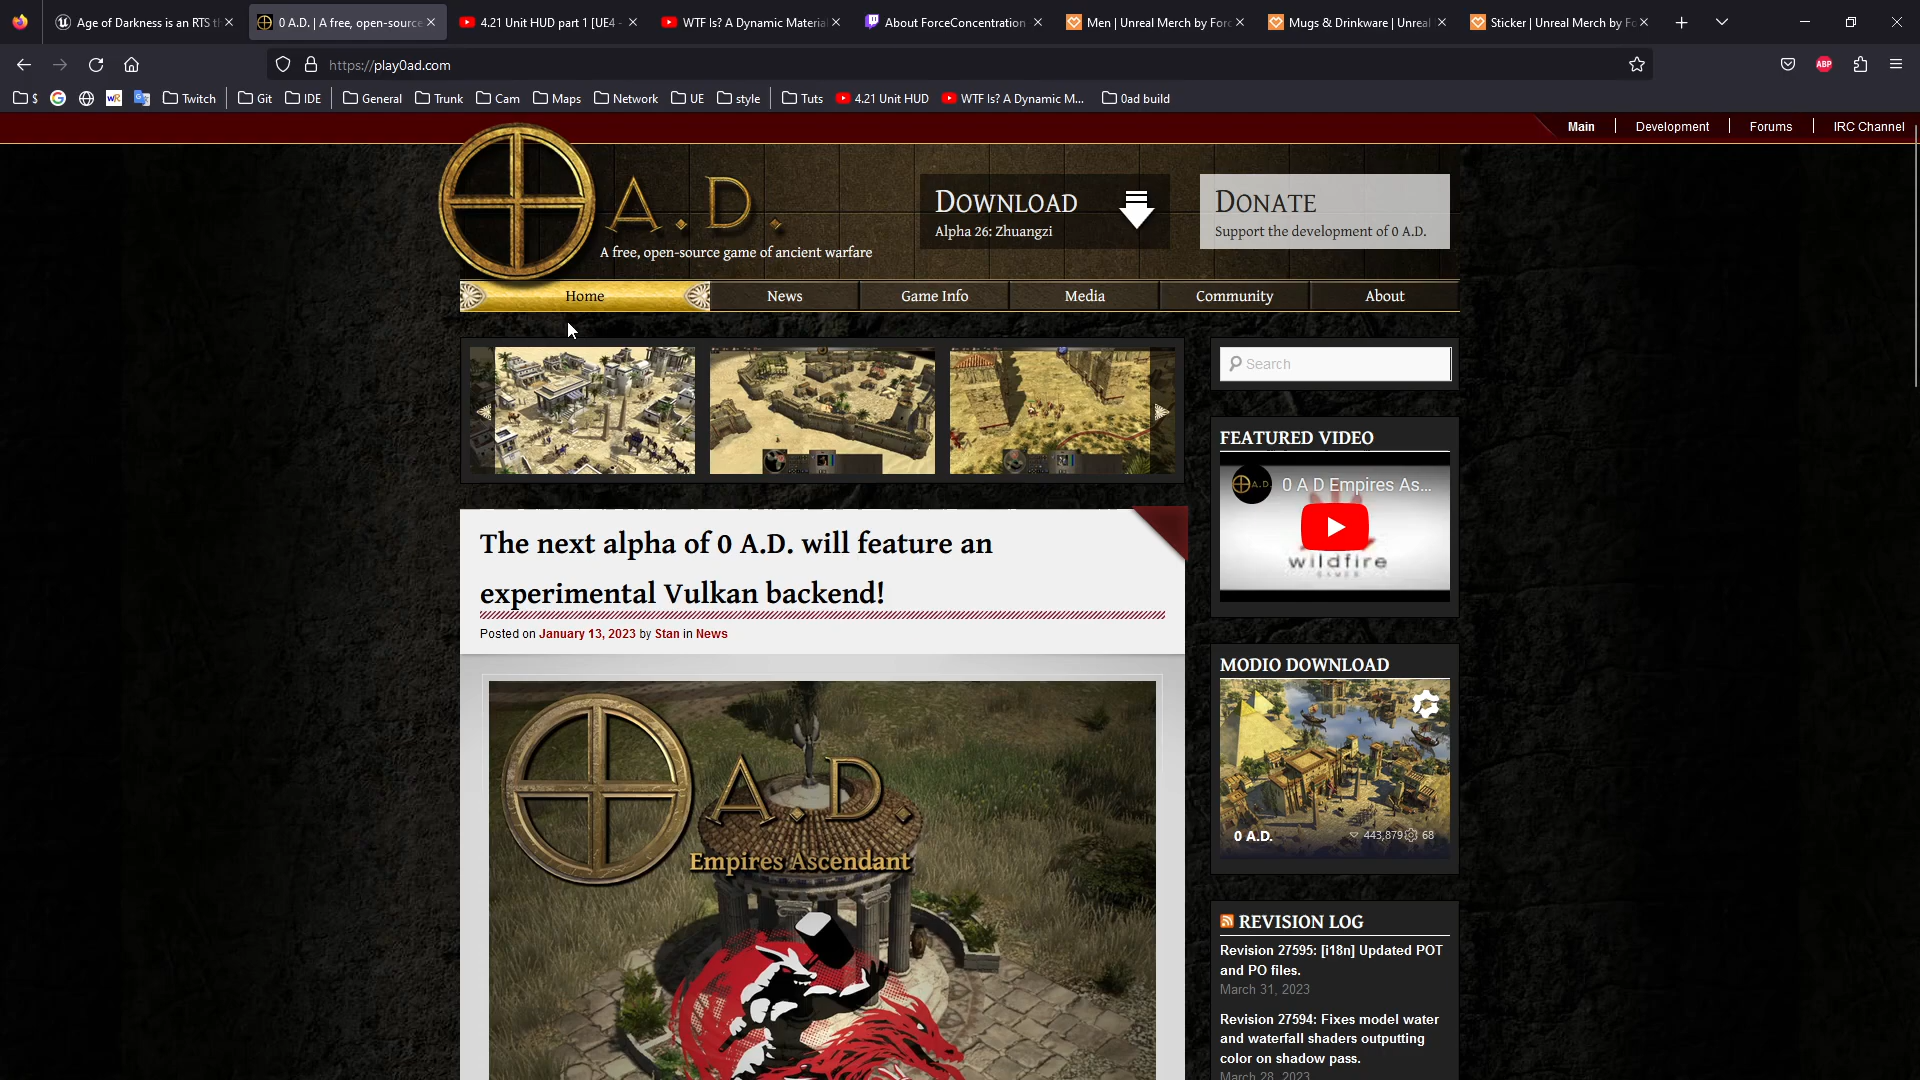 Age of Darkness is an RTS th
0 A.D. | A free, open-source
4.21 Unit HUD part 1 [UE4 -
WTF Is? A Dynamic Material
About ForceConcentration
Men | Unreal Merch by Forc
Mugs & Drinkware | Unreal
Sticker | Unreal Merch by Fo
https://play0ad.com
ABP
$
G
wR
Twitch
Git
IDE
General
Trunk
Cam
Maps
Network
UE
style
Tuts
4.21 Unit HUD
WTF Is? A Dynamic M...
0ad build
Main
Development
Forums
IRC Channel
A.D.
A free, open-source game of ancient warfare
Download
Alpha 26: Zhuangzi
Donate
Support the development of 0 A.D.
Home
News
Game Info
Media
Community
About
Search
FEATURED VIDEO
A.D.
0 A D Empires As...
wildfire
GAMES
The next alpha of 0 A.D. will feature an
experimental Vulkan backend!
Posted on January 13, 2023 by Stan in News
A.D.
Empires Ascendant
MODIO DOWNLOAD
0 A.D.
443,879
68
REVISION LOG
Revision 27595: [i18n] Updated POT
and PO files.
March 31, 2023
Revision 27594: Fixes model water
and waterfall shaders outputting
color on shadow pass.
March 28, 2023